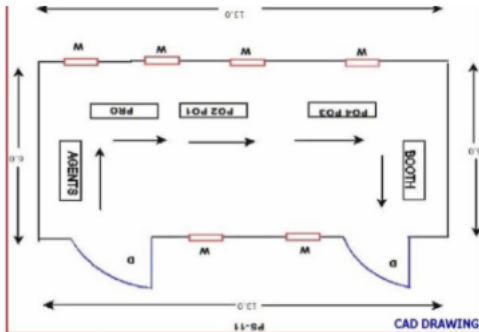 13.0
W W W W
PRO PO2 PO1 PO4 PO3
6.0 AGENTS BOOTH 6.0
W W
D D
13.0
PS-11
CAD DRAWING